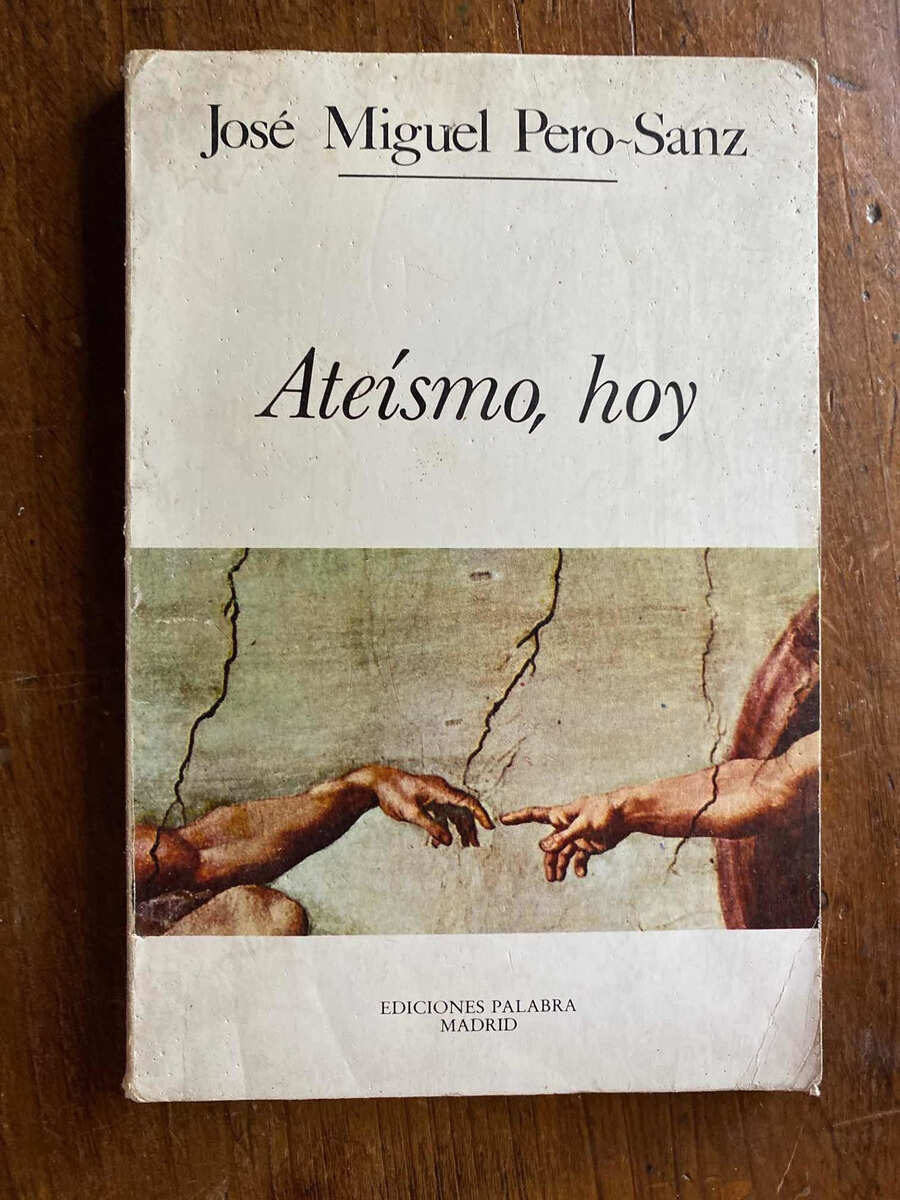 José Miguel Pero~Sanz
Ateísmo, hoy
EDICIONES PALABRA
MADRID